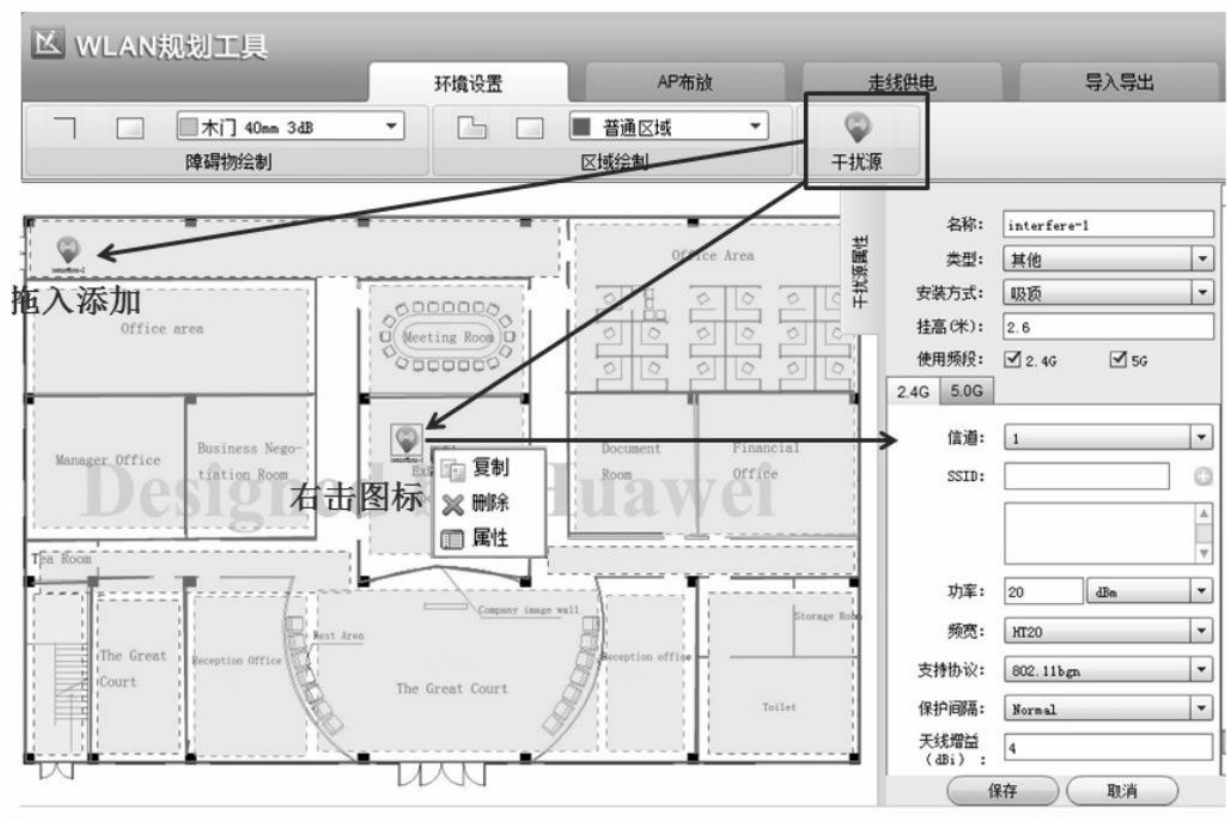 WLAN规划工具
环境设置
AP布放
走线供电
导入导出
木门 40mm 3dB
普通区域
障碍物绘制
区域绘制
干扰源
干扰源属性
名称: interfere-1
类型: 其他
安装方式: 吸顶
挂高(米): 2.6
使用频段: 2.4G 5G
2.4G 5.0G
信道: 1
SSID:
功率: 20 dBm
频宽: HT20
支持协议: 802.11bgn
保护间隔: Normal
天线增益
(dBi) : 4
保存 取消
拖入添加
Office area
Meeting Room
Office Area
Manager Office
Business Nego-
tiation Room
Document
Room
Financial
Office
Designed Huawei
右击图标
复制
删除
属性
Tea Room
Company image wall
Rest Area
The Great
Court
Reception Office
The Great Court
Reception office
Storage Room
Toilet